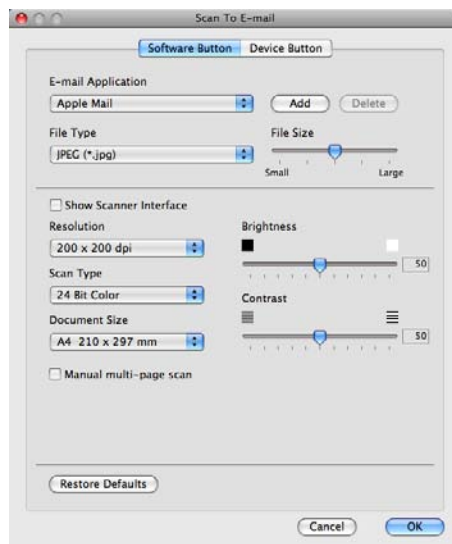 Scan To E-mail
Software Button Device Button
E-mail Application
Apple Mail Add Delete
File Type File Size
JPEG (*.jpg)
Small Large
Show Scanner Interface
Resolution Brightness
200 x 200 dpi
50
Scan Type
24 Bit Color Contrast
Document Size
A4 210 x 297 mm 50
Manual multi-page scan
Restore Defaults
Cancel OK